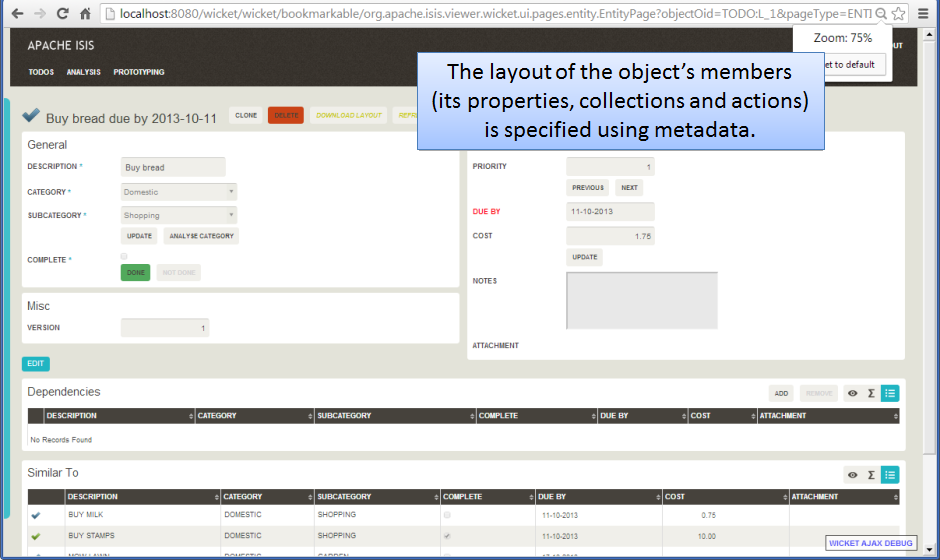 localhost:8080/wicket/wicket/bookmarkable/org.apache.isis.viewer.wicket.ui.pages.entity.EntityPage?objectOid=TODO:L_1&pageType=ENTI
Zoom: 75%
et to default
APACHE ISIS
UT
TODOS ANALYSIS PROTOTYPING
The layout of the object's members
(its properties, collections and actions)
is specified using metadata.
Buy bread due by 2013-10-11 CLONE DELETE DOWNLOAD LAYOUT REFRE
General
DESCRIPTION * Buy bread
CATEGORY * Domestic
SUBCATEGORY * Shopping
UPDATE ANALYSE CATEGORY
COMPLETE *
DONE NOT DONE
Misc
VERSION 1
PRIORITY 1
PREVIOUS NEXT
DUE BY 11-10-2013
COST 1.75
UPDATE
NOTES
ATTACHMENT
EDIT
Dependencies ADD REMOVE Σ
DESCRIPTION CATEGORY SUBCATEGORY COMPLETE DUE BY COST ATTACHMENT
No Records Found
Similar To Σ
DESCRIPTION CATEGORY SUBCATEGORY COMPLETE DUE BY COST ATTACHMENT
BUY MILK DOMESTIC SHOPPING 11-10-2013 0.75
BUY STAMPS DOMESTIC SHOPPING 11-10-2013 10.00
MOW LAWN DOMESTIC GARDEN
WICKET AJAX DEBUG